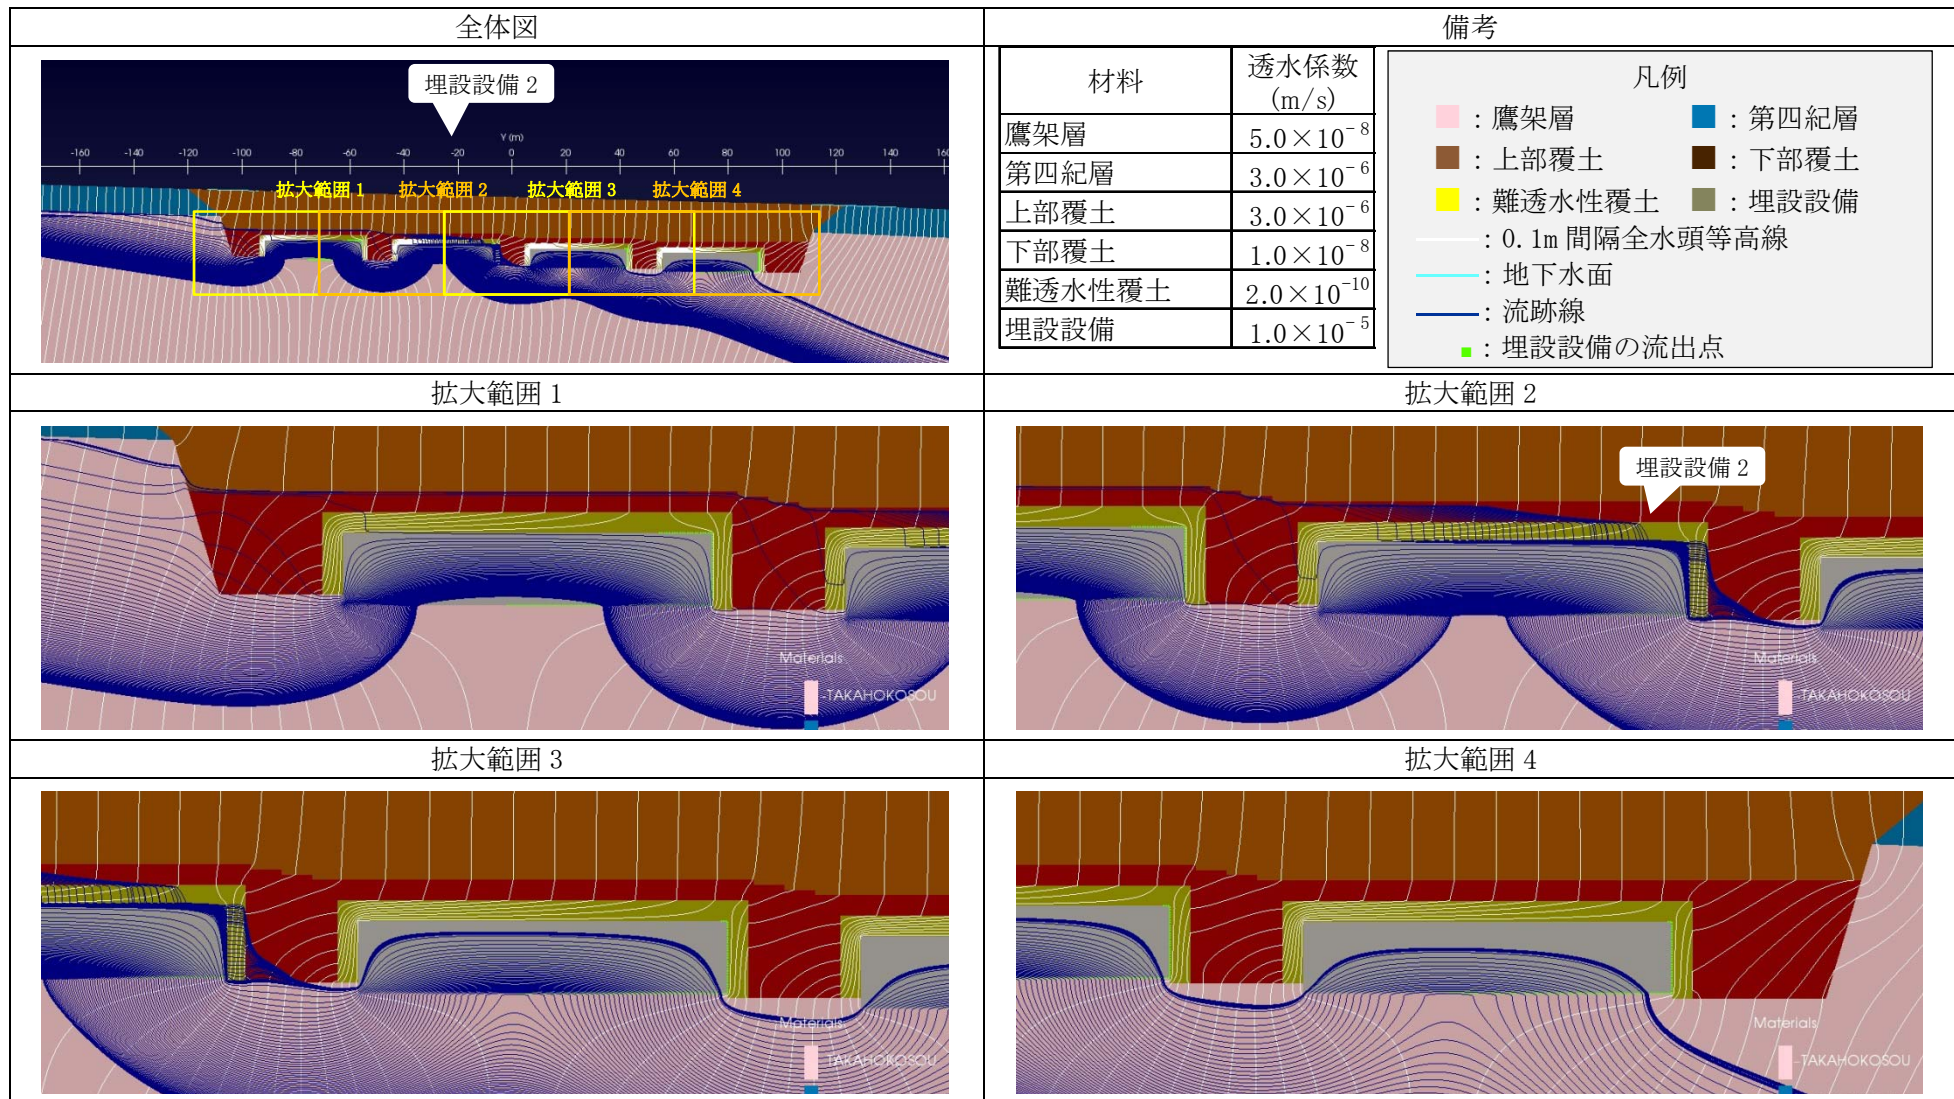 全体図
備考
埋設設備 2
Y (m)
-160 -140 -120 -100 -80 -60 -40 -20 0 20 40 60 80 100 120 140 160
拡大範囲 1 拡大範囲 2 拡大範囲 3 拡大範囲 4
材料 透水係数 (m/s)
鷹架層 5.0×10⁻⁸
第四紀層 3.0×10⁻⁶
上部覆土 3.0×10⁻⁶
下部覆土 1.0×10⁻⁸
難透水性覆土 2.0×10⁻¹⁰
埋設設備 1.0×10⁻⁵
凡例
：鷹架層 ：第四紀層
：上部覆土 ：下部覆土
：難透水性覆土 ：埋設設備
：0.1m 間隔全水頭等高線
：地下水面
：流跡線
：埋設設備の流出点
拡大範囲 1
拡大範囲 2
Materials
-TAKAHOKOSOU
埋設設備 2
Materials
-TAKAHOKOSOU
拡大範囲 3
拡大範囲 4
Materials
-TAKAHOKOSOU
Materials
-TAKAHOKOSOU